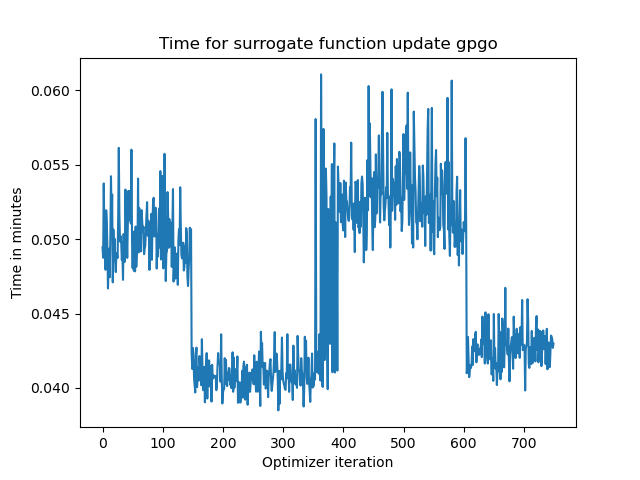 Time for surrogate function update gpgo
0.060
0.055
0.050
0.045
0.040
Time in minutes
0 100 200 300 400 500 600 700
Optimizer iteration